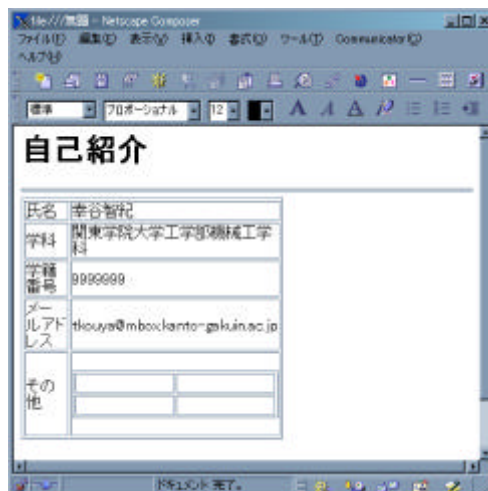 file:///無題 - Netscape Composer
ファイル(F) 編集(E) 表示(V) 挿入(I) 書式(O) ツール(T) Communicator(C)
ヘルプ(H)
標準 プロポーショナル 12
自己紹介
氏名 幸谷智紀
学科 関東学院大学工学部機械工学
科
学籍
番号 9999999
メー
ルアド
レス tkouya@mbox.kanto-gakuin.ac.jp
その
他
ドキュメント 完了。